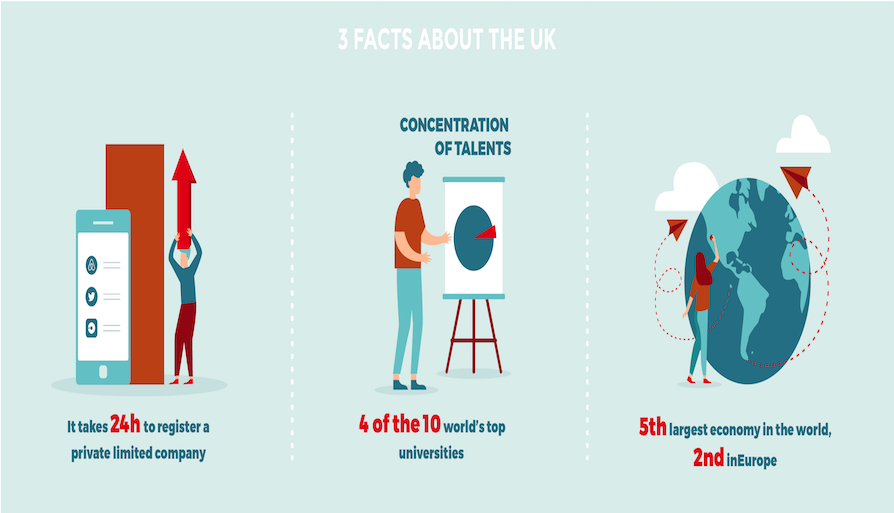 3 FACTS ABOUT THE UK
It takes 24h to register a
private limited company
CONCENTRATION
OF TALENTS
4 of the 10 world's top
universities
5th largest economy in the world,
2nd inEurope